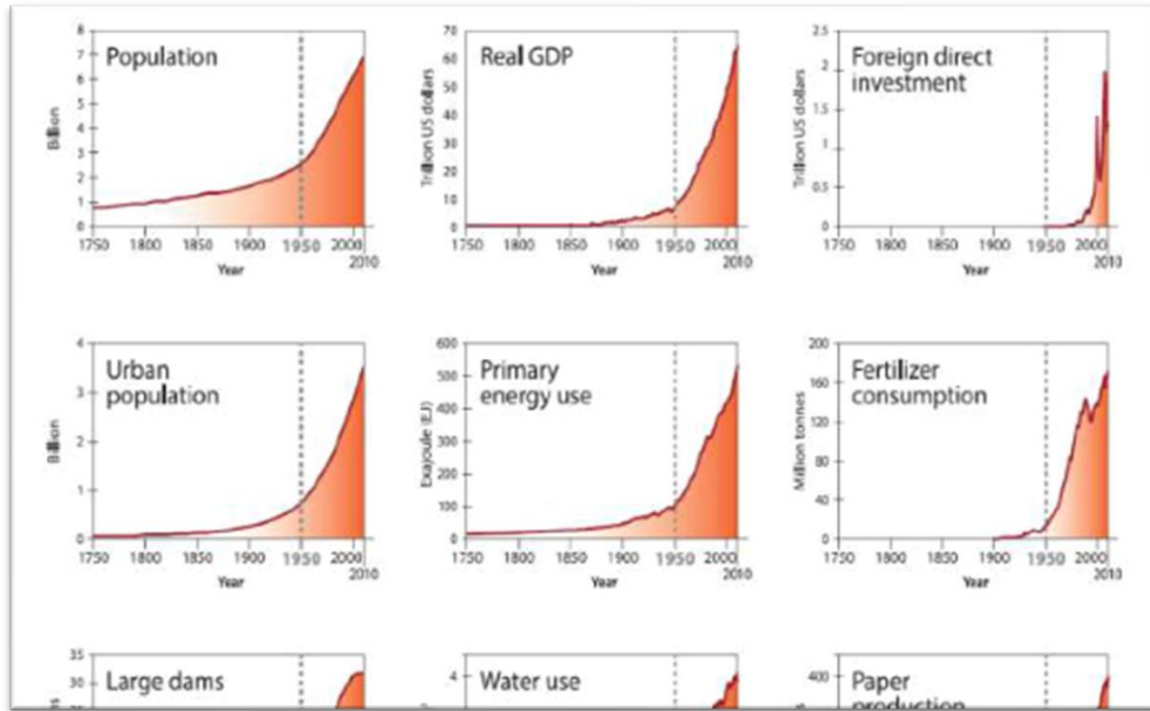 Population
Billion
8
7
6
5
4
3
2
1
0
1750 1800 1850 1900 1950 2000
2010
Year
Real GDP
Trillion US dollars
70
60
50
40
30
20
10
0
1750 1800 1850 1900 1950 2000
2010
Year
Foreign direct
investment
Trillion US dollars
2.5
2
1.5
1
0.5
0
1750 1800 1850 1900 1950 2000
2010
Year
Urban
population
Billion
4
3
2
1
0
1750 1800 1850 1900 1950 2000
2010
Year
Primary
energy use
Exajoule (EJ)
600
500
400
300
200
100
0
1750 1800 1850 1900 1950 2000
2010
Year
Fertilizer
consumption
Million tonnes
200
160
120
80
40
0
1750 1800 1850 1900 1950 2000
2010
Year
Large dams
35
30
Water use
4
Paper
production
400